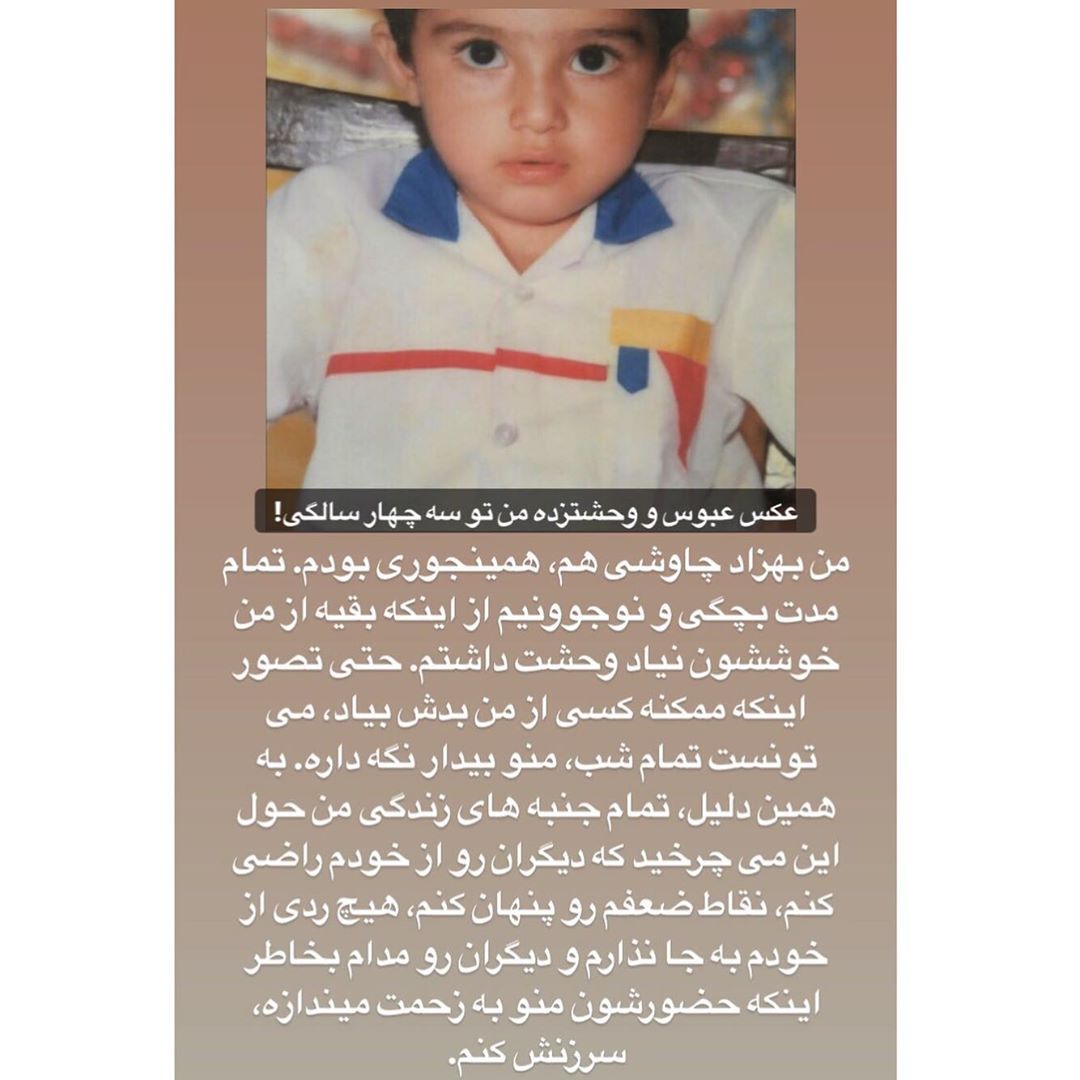 عکس عبوس و وحشتزده من تو سه چهار سالگی!
من بهزاد چاوشی هم، همینجوری بودم. تمام
مدت بچگی و نوجوونیم از اینکه بقیه از من
خوششون نیاد وحشت داشتم. حتی تصور
اینکه ممکنه کسی از من بدش بیاد، می
تونست تمام شب، منو بیدار نگه داره. به
همین دلیل، تمام جنبه های زندگی من حول
این می چرخید که دیگران رو از خودم راضی
کنم، نقاط ضعفم رو پنهان کنم، هیچ ردی از
خودم به جا نذارم و دیگران رو مدام بخاطر
اینکه حضورشون منو به زحمت میندازه،
سرزنش کنم.